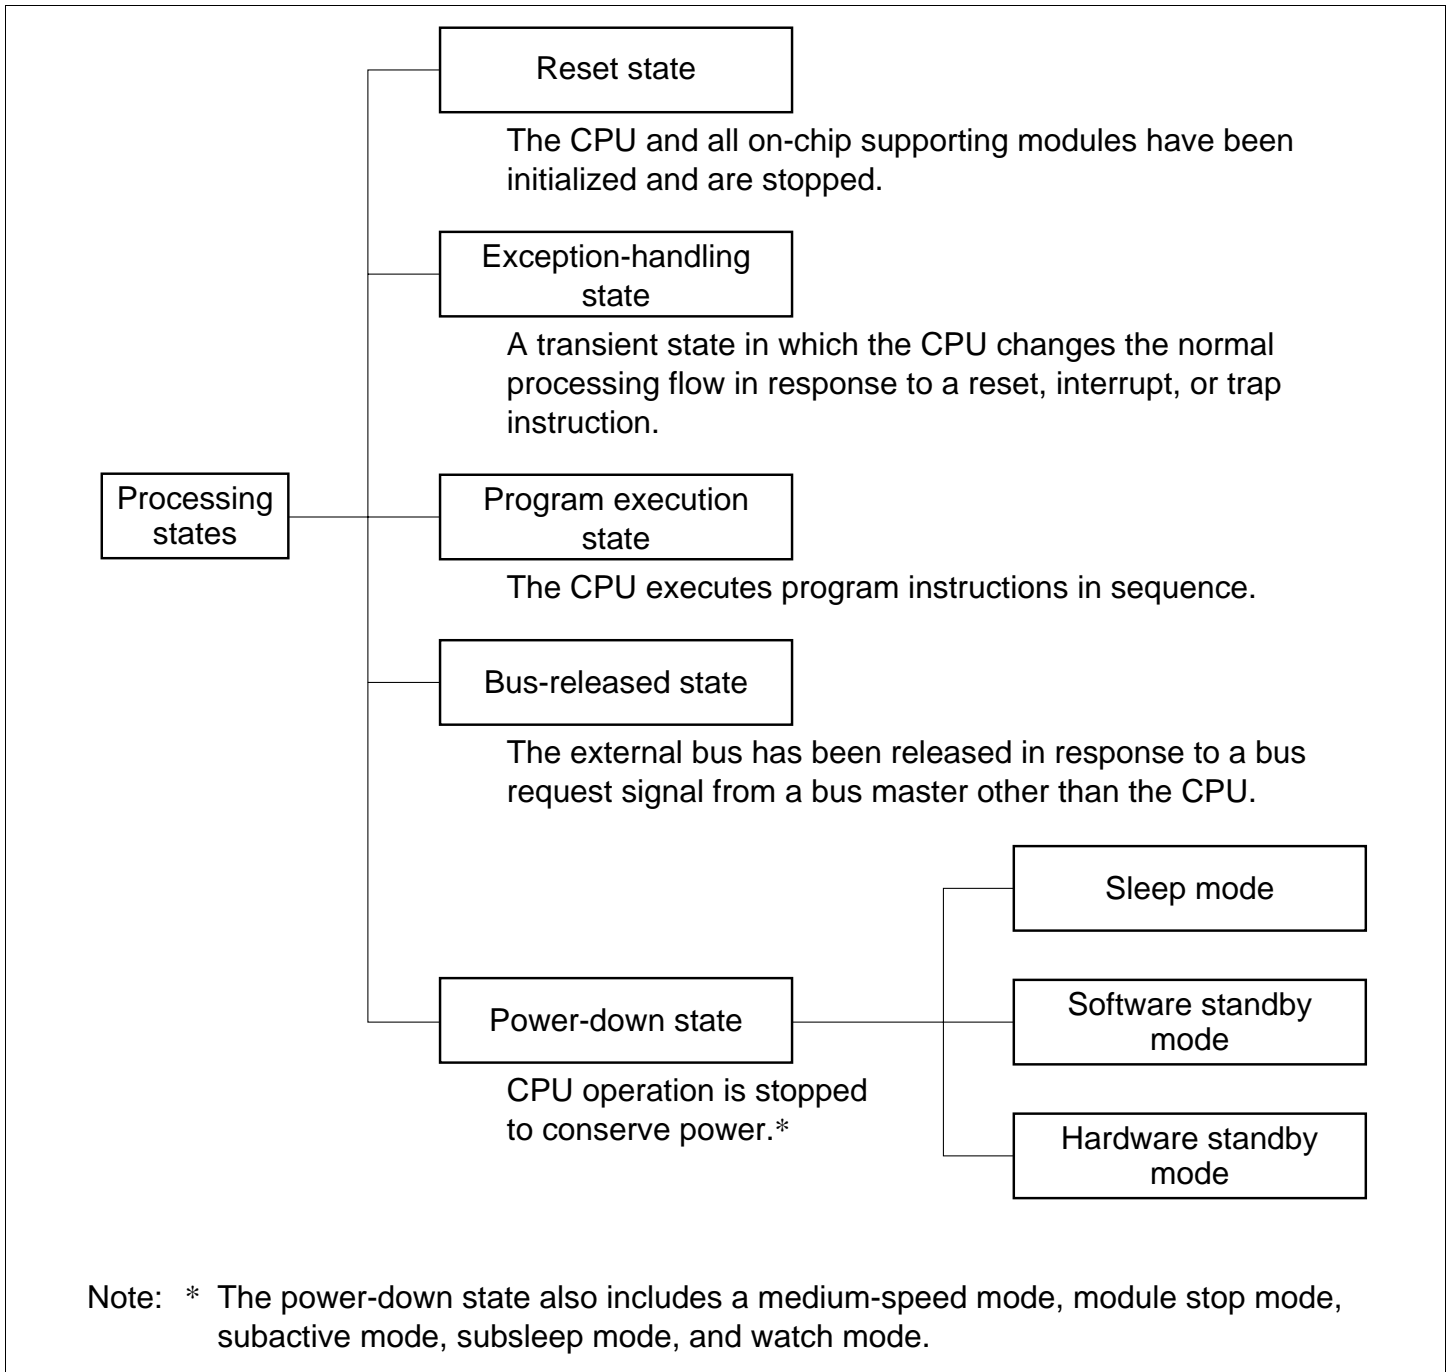 Reset state
The CPU and all on-chip supporting modules have been
initialized and are stopped.
Exception-handling
state
A transient state in which the CPU changes the normal
processing flow in response to a reset, interrupt, or trap
instruction.
Processing
states
Program execution
state
The CPU executes program instructions in sequence.
Bus-released state
The external bus has been released in response to a bus
request signal from a bus master other than the CPU.
Power-down state
CPU operation is stopped
to conserve power.*
Sleep mode
Software standby
mode
Hardware standby
mode
Note: * The power-down state also includes a medium-speed mode, module stop mode,
subactive mode, subsleep mode, and watch mode.